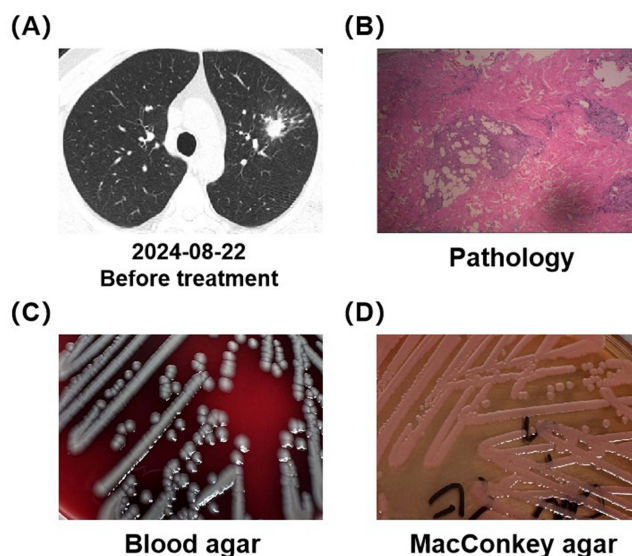 (A)
(B)
2024-08-22
Before treatment
Pathology
(C)
(D)
Blood agar
MacConkey agar